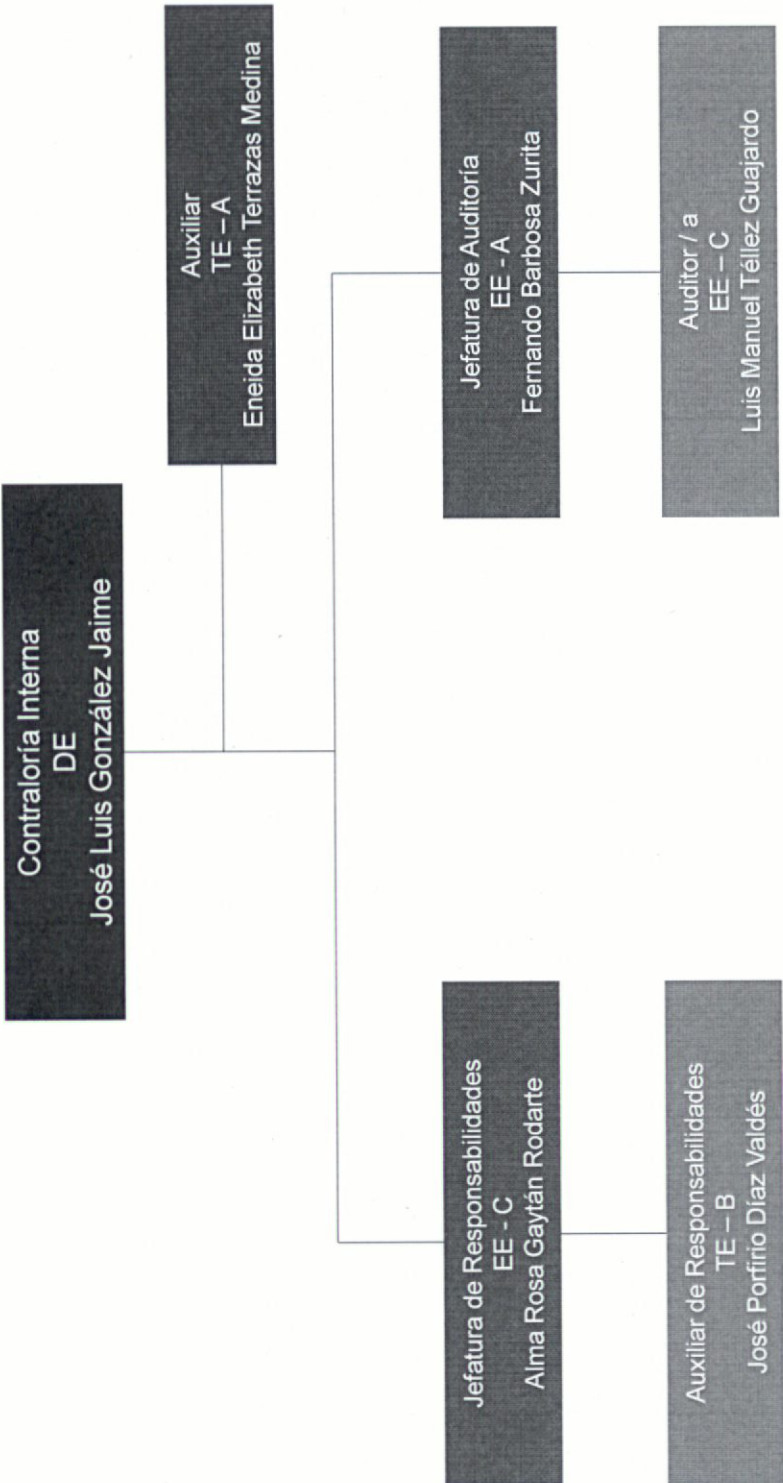 Contraloría Interna
DE
José Luis González Jaime
Auxiliar
TE – A
Eneida Elizabeth Terrazas Medina
Jefatura de Responsabilidades
EE - C
Alma Rosa Gaytán Rodarte
Jefatura de Auditoría
EE - A
Fernando Barbosa Zurita
Auxiliar de Responsabilidades
TE – B
José Porfirio Díaz Valdés
Auditor / a
EE – C
Luis Manuel Téllez Guajardo